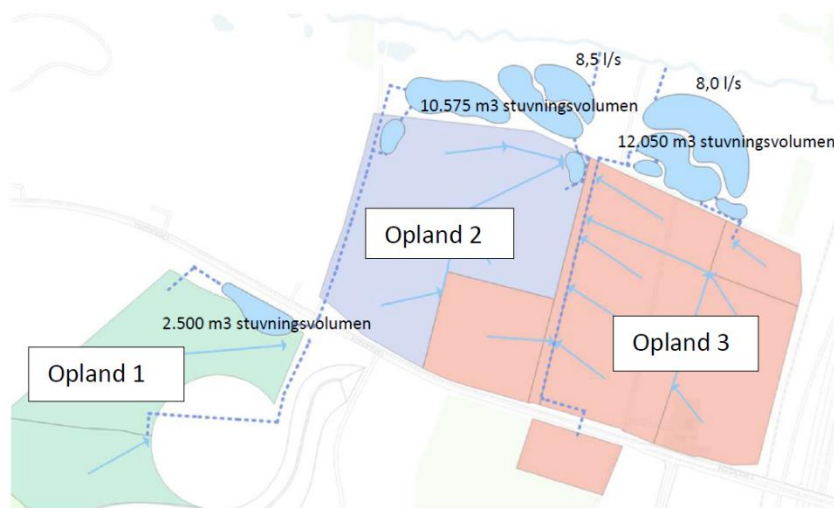 8,5 l/s
8,0 l/s
10.575 m3 stuvningsvolumen
12.050 m3 stuvningsvolumen
Opland 2
2.500 m3 stuvningsvolumen
Opland 3
Opland 1